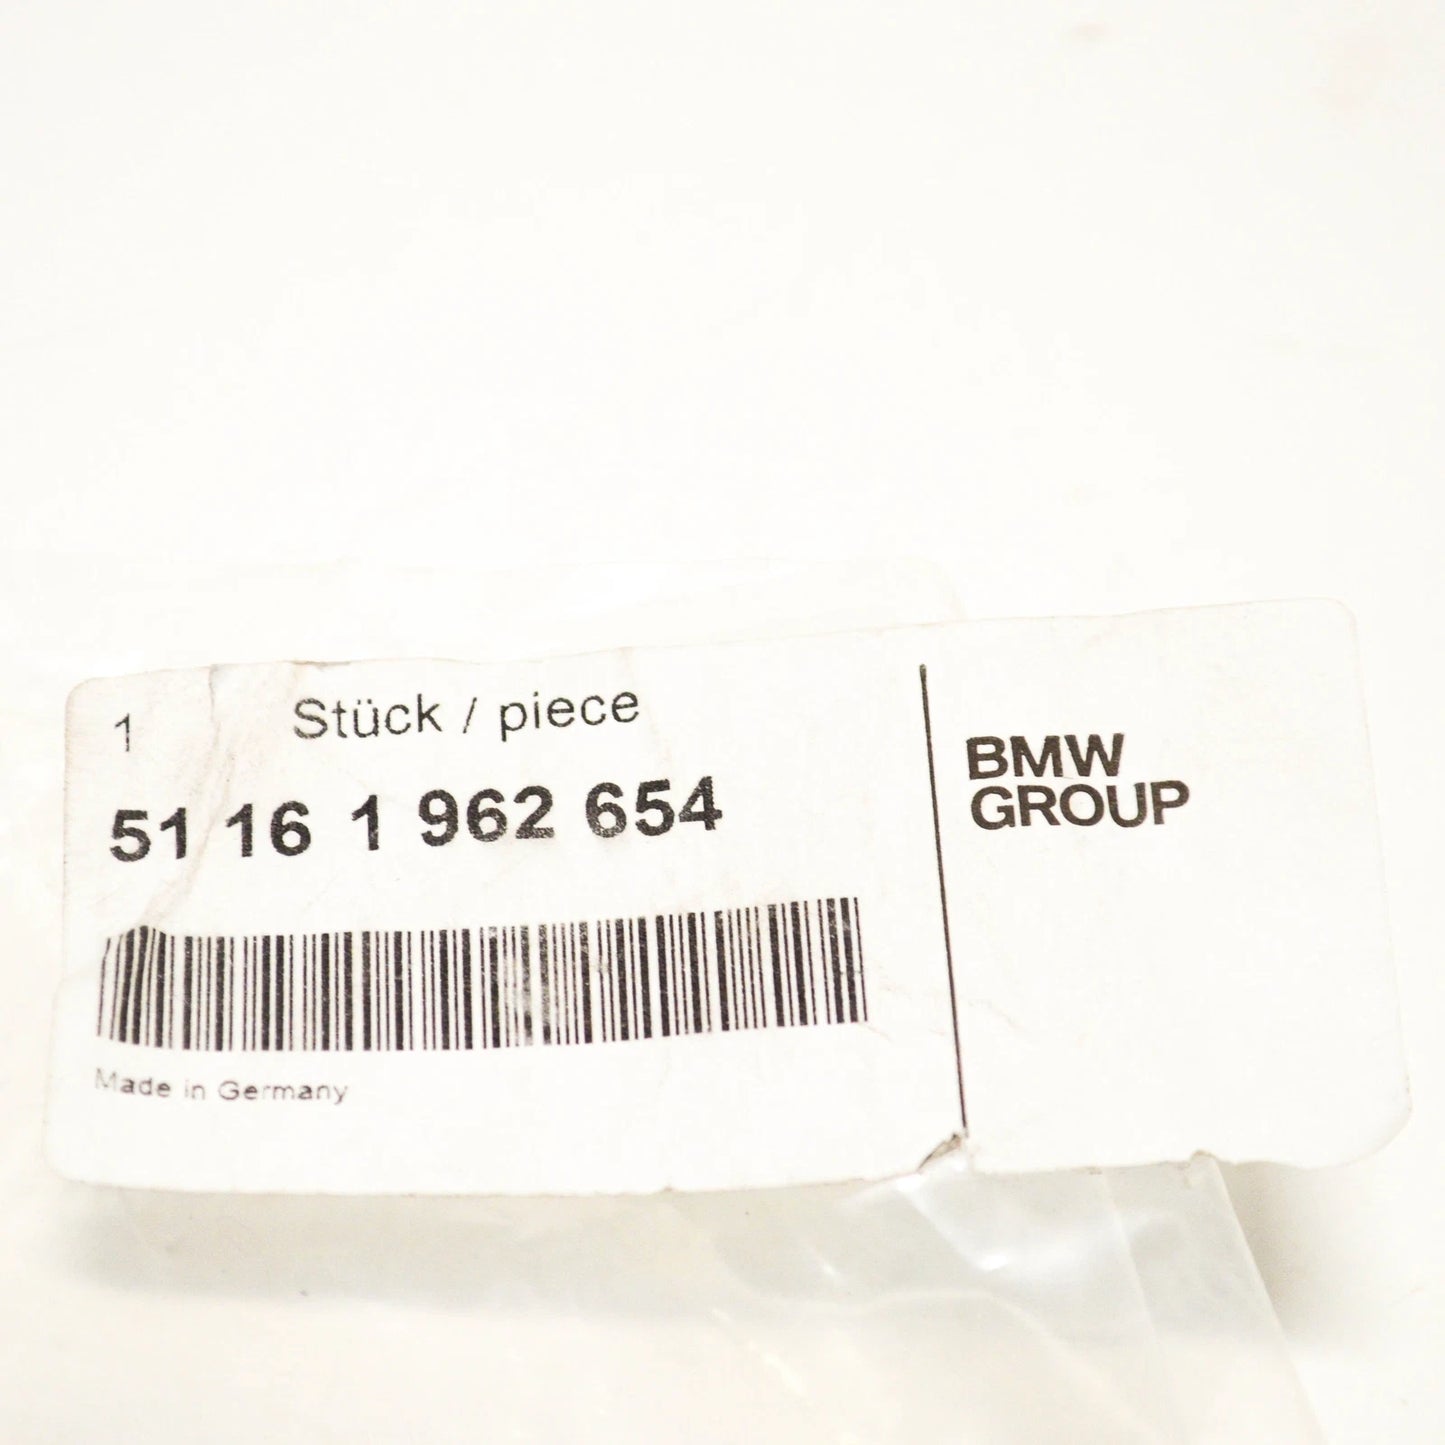 1 Stück / piece
51 16 1 962 654
Made in Germany
BMW
GROUP